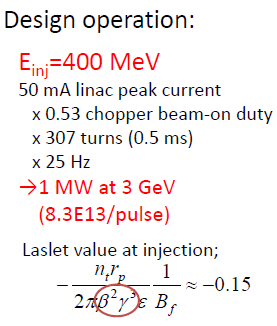 Design operation:
E_inj=400 MeV
50 mA linac peak current
x 0.53 chopper beam-on duty
x 307 turns (0.5 ms)
x 25 Hz
→1 MW at 3 GeV
(8.3E13/pulse)
Laslet value at injection;
- n_t r_p / (2πβ²γ³ε) 1 / B_f ≈ -0.15